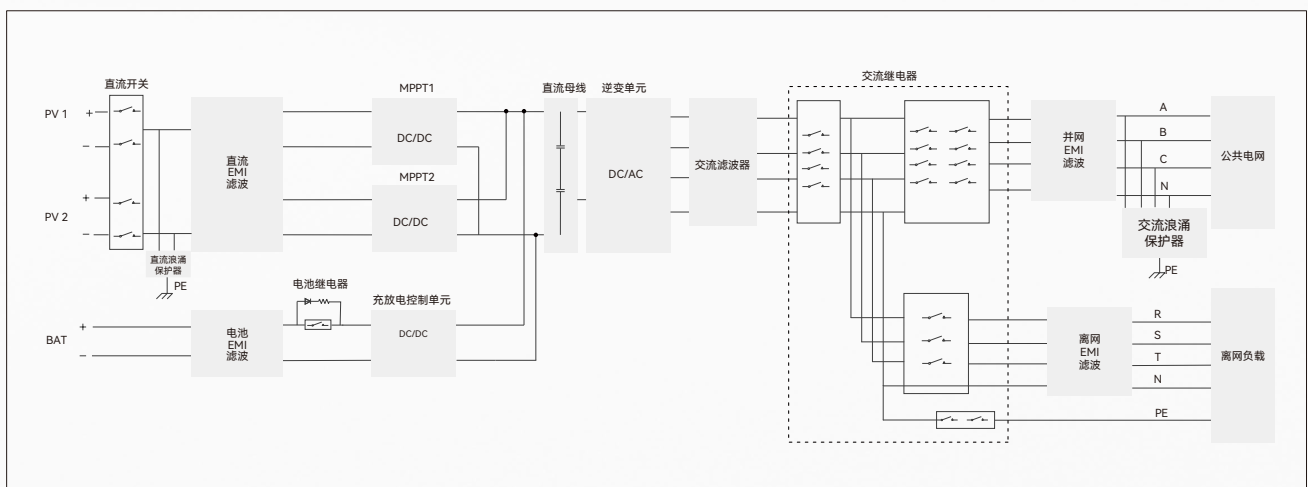 直流开关
PV 1
+
−
PV 2
+
−
直流浪涌
保护器
PE
直流
EMI
滤波
MPPT1
DC/DC
MPPT2
DC/DC
BAT
+
−
电池
EMI
滤波
电池继电器
充放电控制单元
DC/DC
直流母线
逆变单元
DC/AC
交流滤波器
交流继电器
并网
EMI
滤波
A
B
C
N
公共电网
交流浪涌
保护器
PE
离网
EMI
滤波
R
S
T
N
PE
离网负载